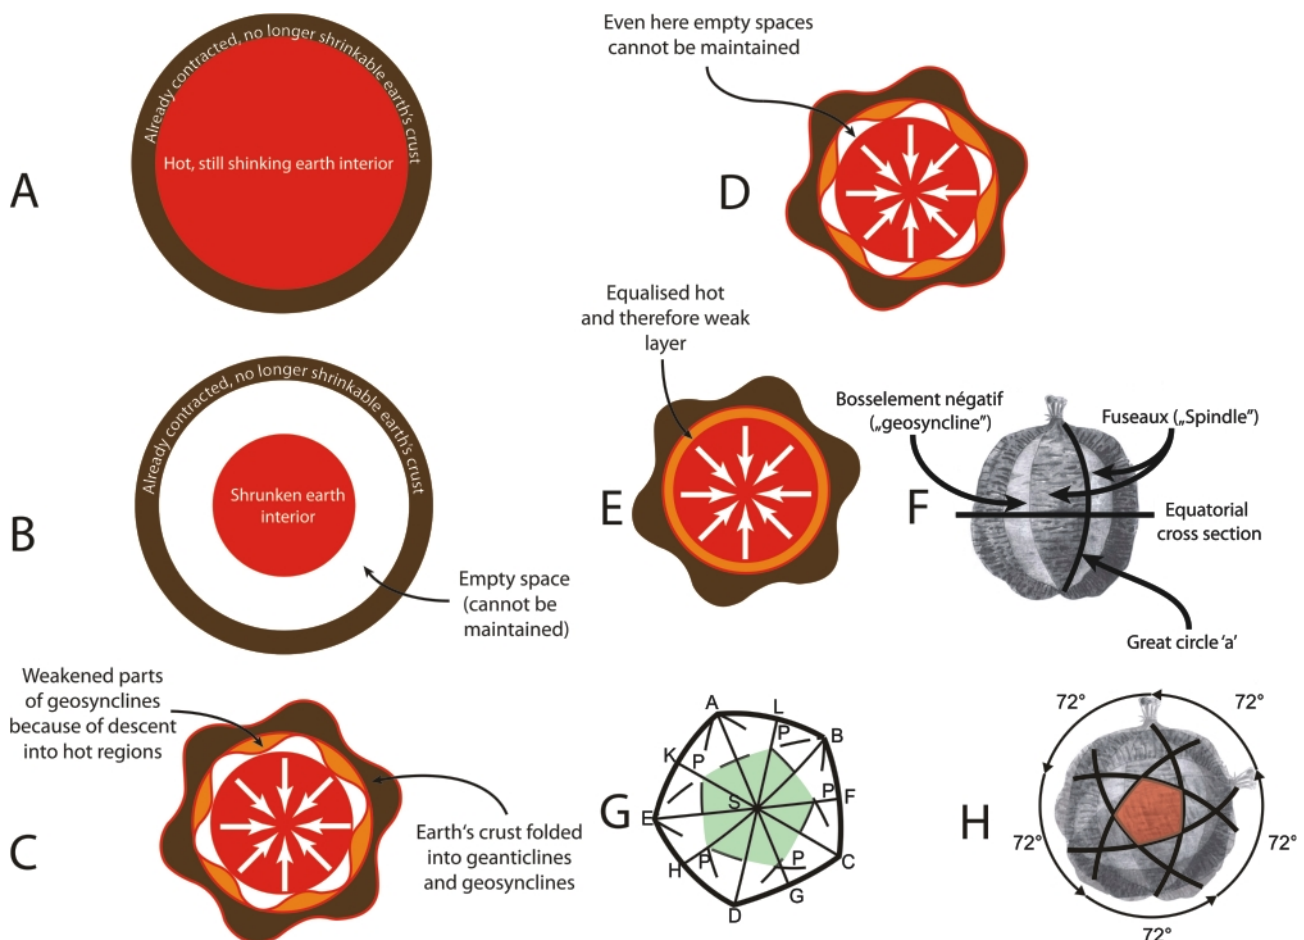 A
Already contracted, no longer shrinkable earth's crust
Hot, still shinking earth interior
B
Already contracted, no longer shrinkable earth's crust
Shrunken earth
interior
Empty space
(cannot be
maintained)
C
Weakened parts
of geosynclines
because of descent
into hot regions
Earth's crust folded
into geanticlines
and geosynclines
D
Even here empty spaces
cannot be maintained
E
Equalised hot
and therefore weak
layer
F
Bosselement négatif
(„geosyncline”)
Fuseaux („Spindle”)
Equatorial
cross section
Great circle ‘a’
G
A
L
P
B
K
P
S
P
F
E
P
P
C
H
D
G
H
72°
72°
72°
72°
72°